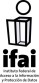 ifai
Instituto Federal de
Acceso a la Información
y Protección de Datos